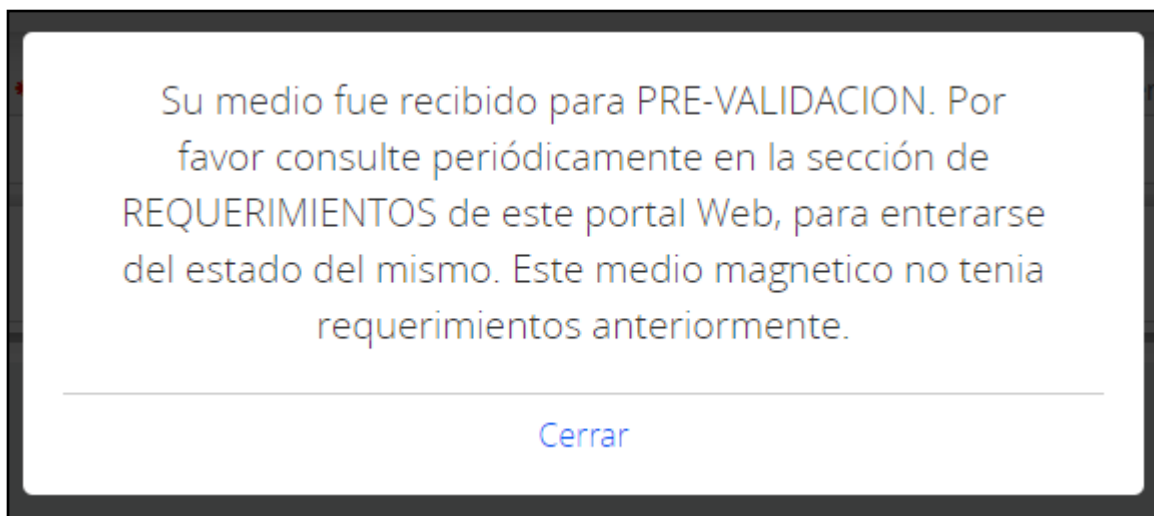 Su medio fue recibido para PRE-VALIDACION. Por
favor consulte periódicamente en la sección de
REQUERIMIENTOS de este portal Web, para enterarse
del estado del mismo. Este medio magnetico no tenia
requerimientos anteriormente.
Cerrar